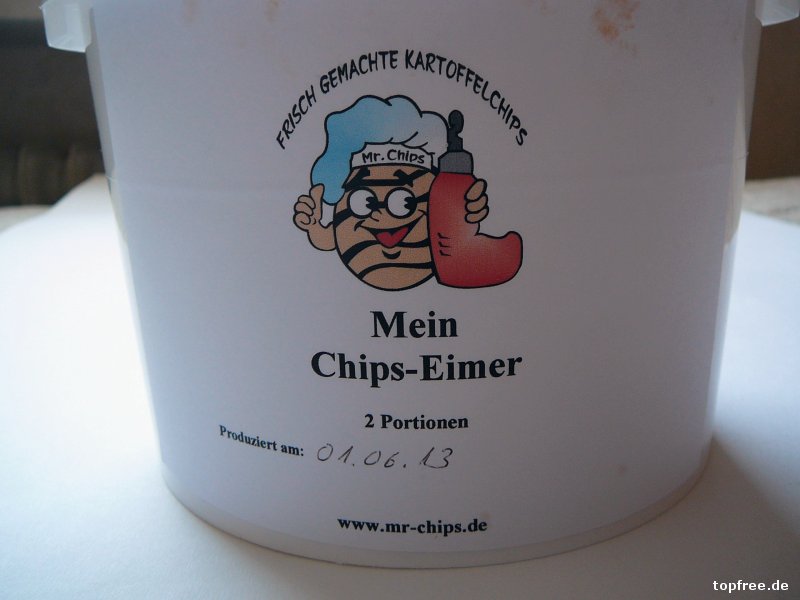 FRISCH GEMACHTE KARTOFFELCHIPS
Mr. Chips
Mein
Chips-Eimer
2 Portionen
Produziert am: 01.06.13
www.mr-chips.de
topfree.de